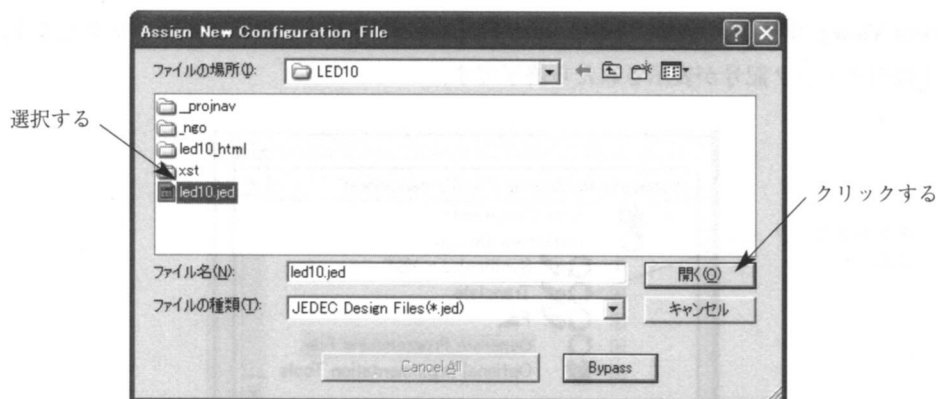 Assign New Configuration File
ファイルの場所(I):
LED10
_projnav
_ngo
led10_html
xst
led10.jed
選択する
クリックする
ファイル名(N):
led10.jed
開く(O)
ファイルの種類(T):
JEDEC Design Files(*.jed)
キャンセル
Cancel All
Bypass